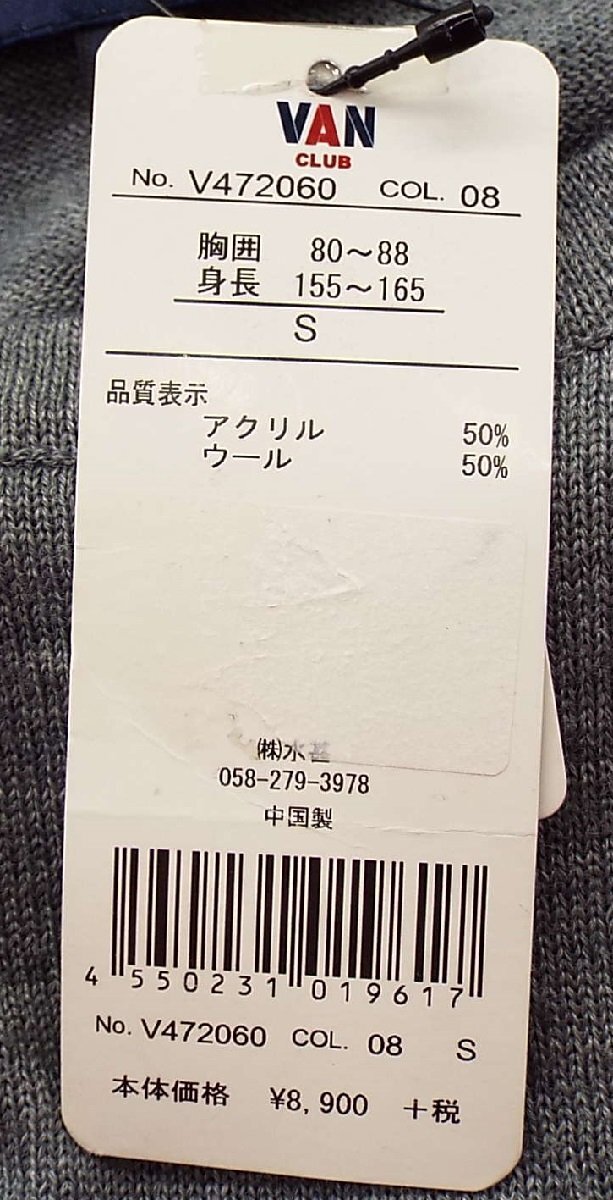 VAN
CLUB
No. V472060 COL. 08
胸囲 80～88
身長 155～165
S
品質表示
アクリル 50%
ウール 50%
㈱水甚
058-279-3978
中国製
4 550231 019617
No. V472060 COL. 08 S
本体価格 ¥8,900 +税